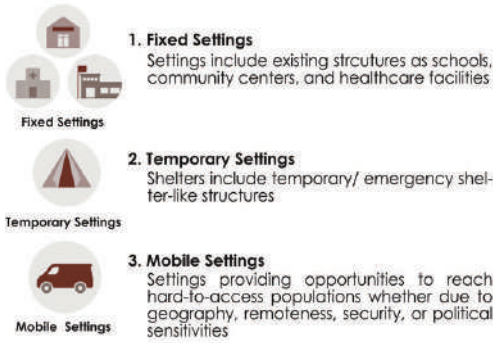 1. Fixed Settings
Settings include existing strcutures as schools,
community centers, and healthcare facilities
Fixed Settings
2. Temporary Settings
Shelters include temporary/ emergency shel-
ter-like structures
Temporary Settings
3. Mobile Settings
Settings providing opportunities to reach
hard-to-access populations whether due to
geography, remoteness, security, or political
sensitivities
Mobile Settings